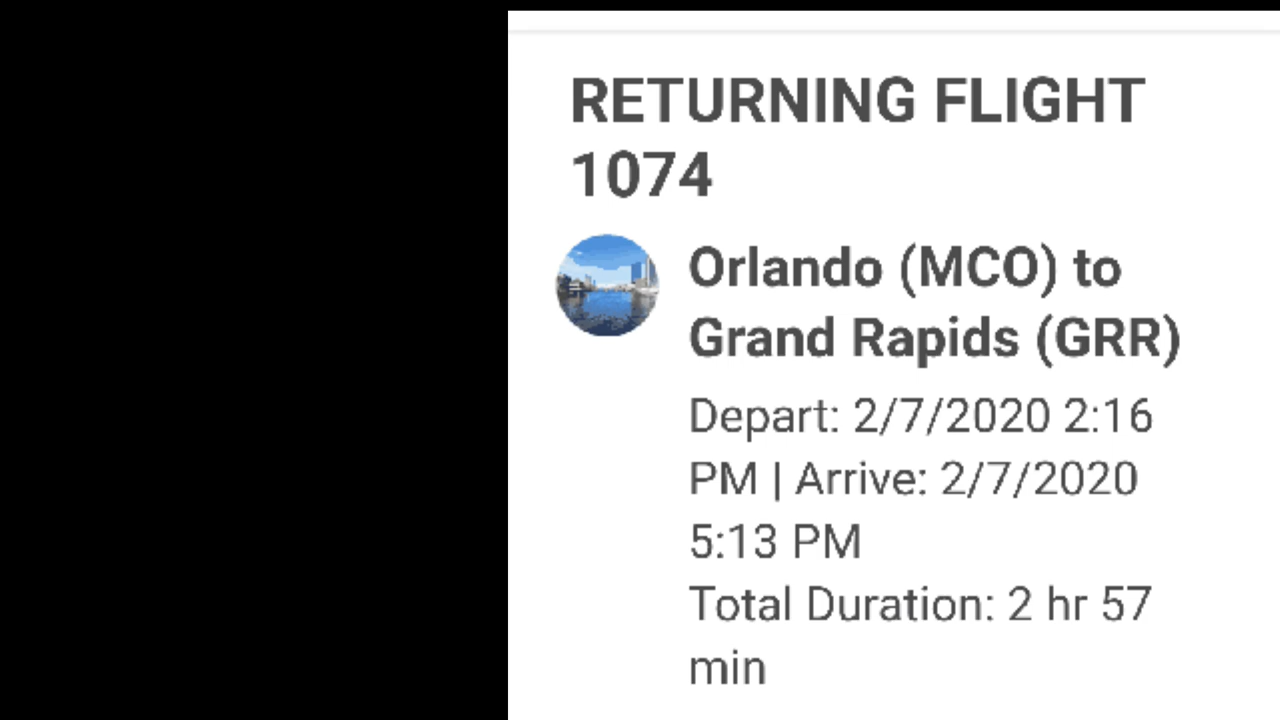 RETURNING FLIGHT
1074
Orlando (MCO) to
Grand Rapids (GRR)
Depart: 2/7/2020 2:16
PM | Arrive: 2/7/2020
5:13 PM
Total Duration: 2 hr 57
min